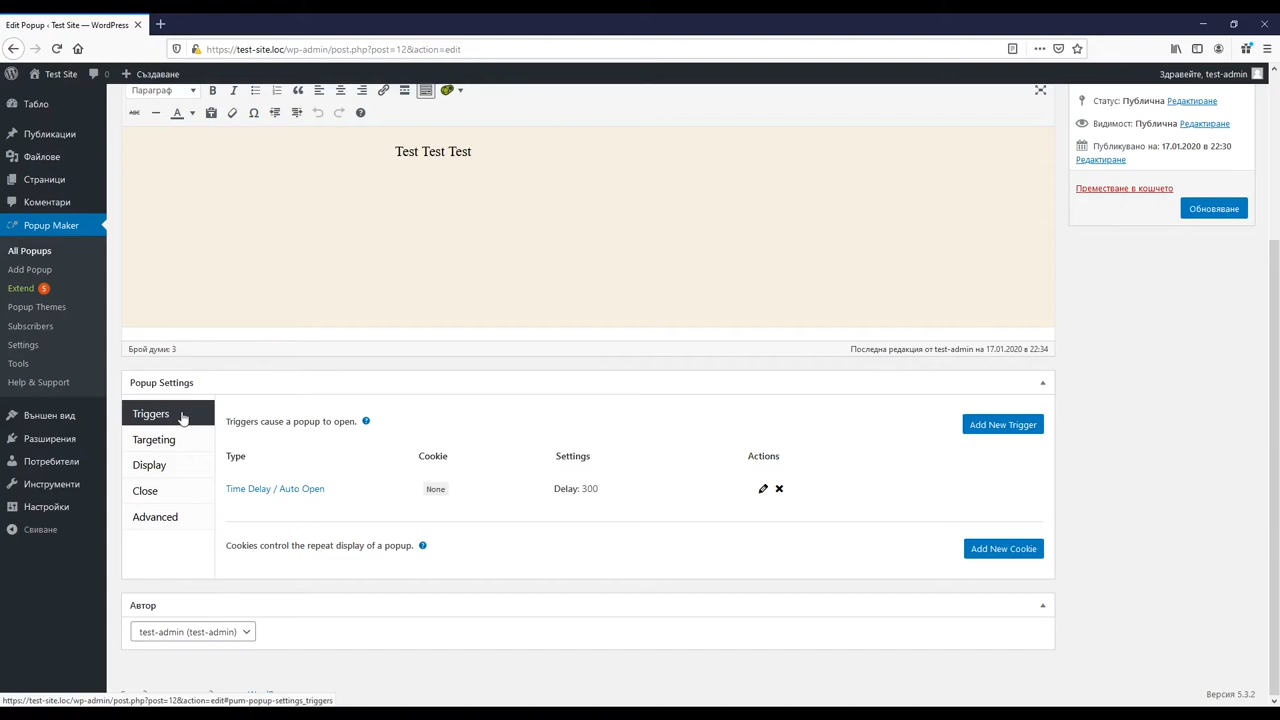 Edit Popup ‹ Test Site — WordPress
https://test-site.loc/wp-admin/post.php?post=12&action=edit
Test Site
0
Създаване
Здравейте, test-admin
Табло
Публикации
Файлове
Страници
Коментари
Popup Maker
All Popups
Add Popup
Extend 5
Popup Themes
Subscribers
Settings
Tools
Help & Support
Външен вид
Разширения
Потребители
Инструменти
Настройки
Свиване
Параграф
ABC
Test Test Test
Брой думи: 3
Последна редакция от test-admin на 17.01.2020 в 22:34
Статус: Публична Редактиране
Видимост: Публична Редактиране
Публикувано на: 17.01.2020 в 22:30
Редактиране
Преместване в кошчето
Обновяване
Popup Settings
Triggers
Targeting
Display
Close
Advanced
Triggers cause a popup to open.
Add New Trigger
Type Cookie Settings Actions
Time Delay / Auto Open None Delay: 300
Cookies control the repeat display of a popup.
Add New Cookie
Автор
test-admin (test-admin)
https://test-site.loc/wp-admin/post.php?post=12&action=edit#pum-popup-settings_triggers
Версия 5.3.2